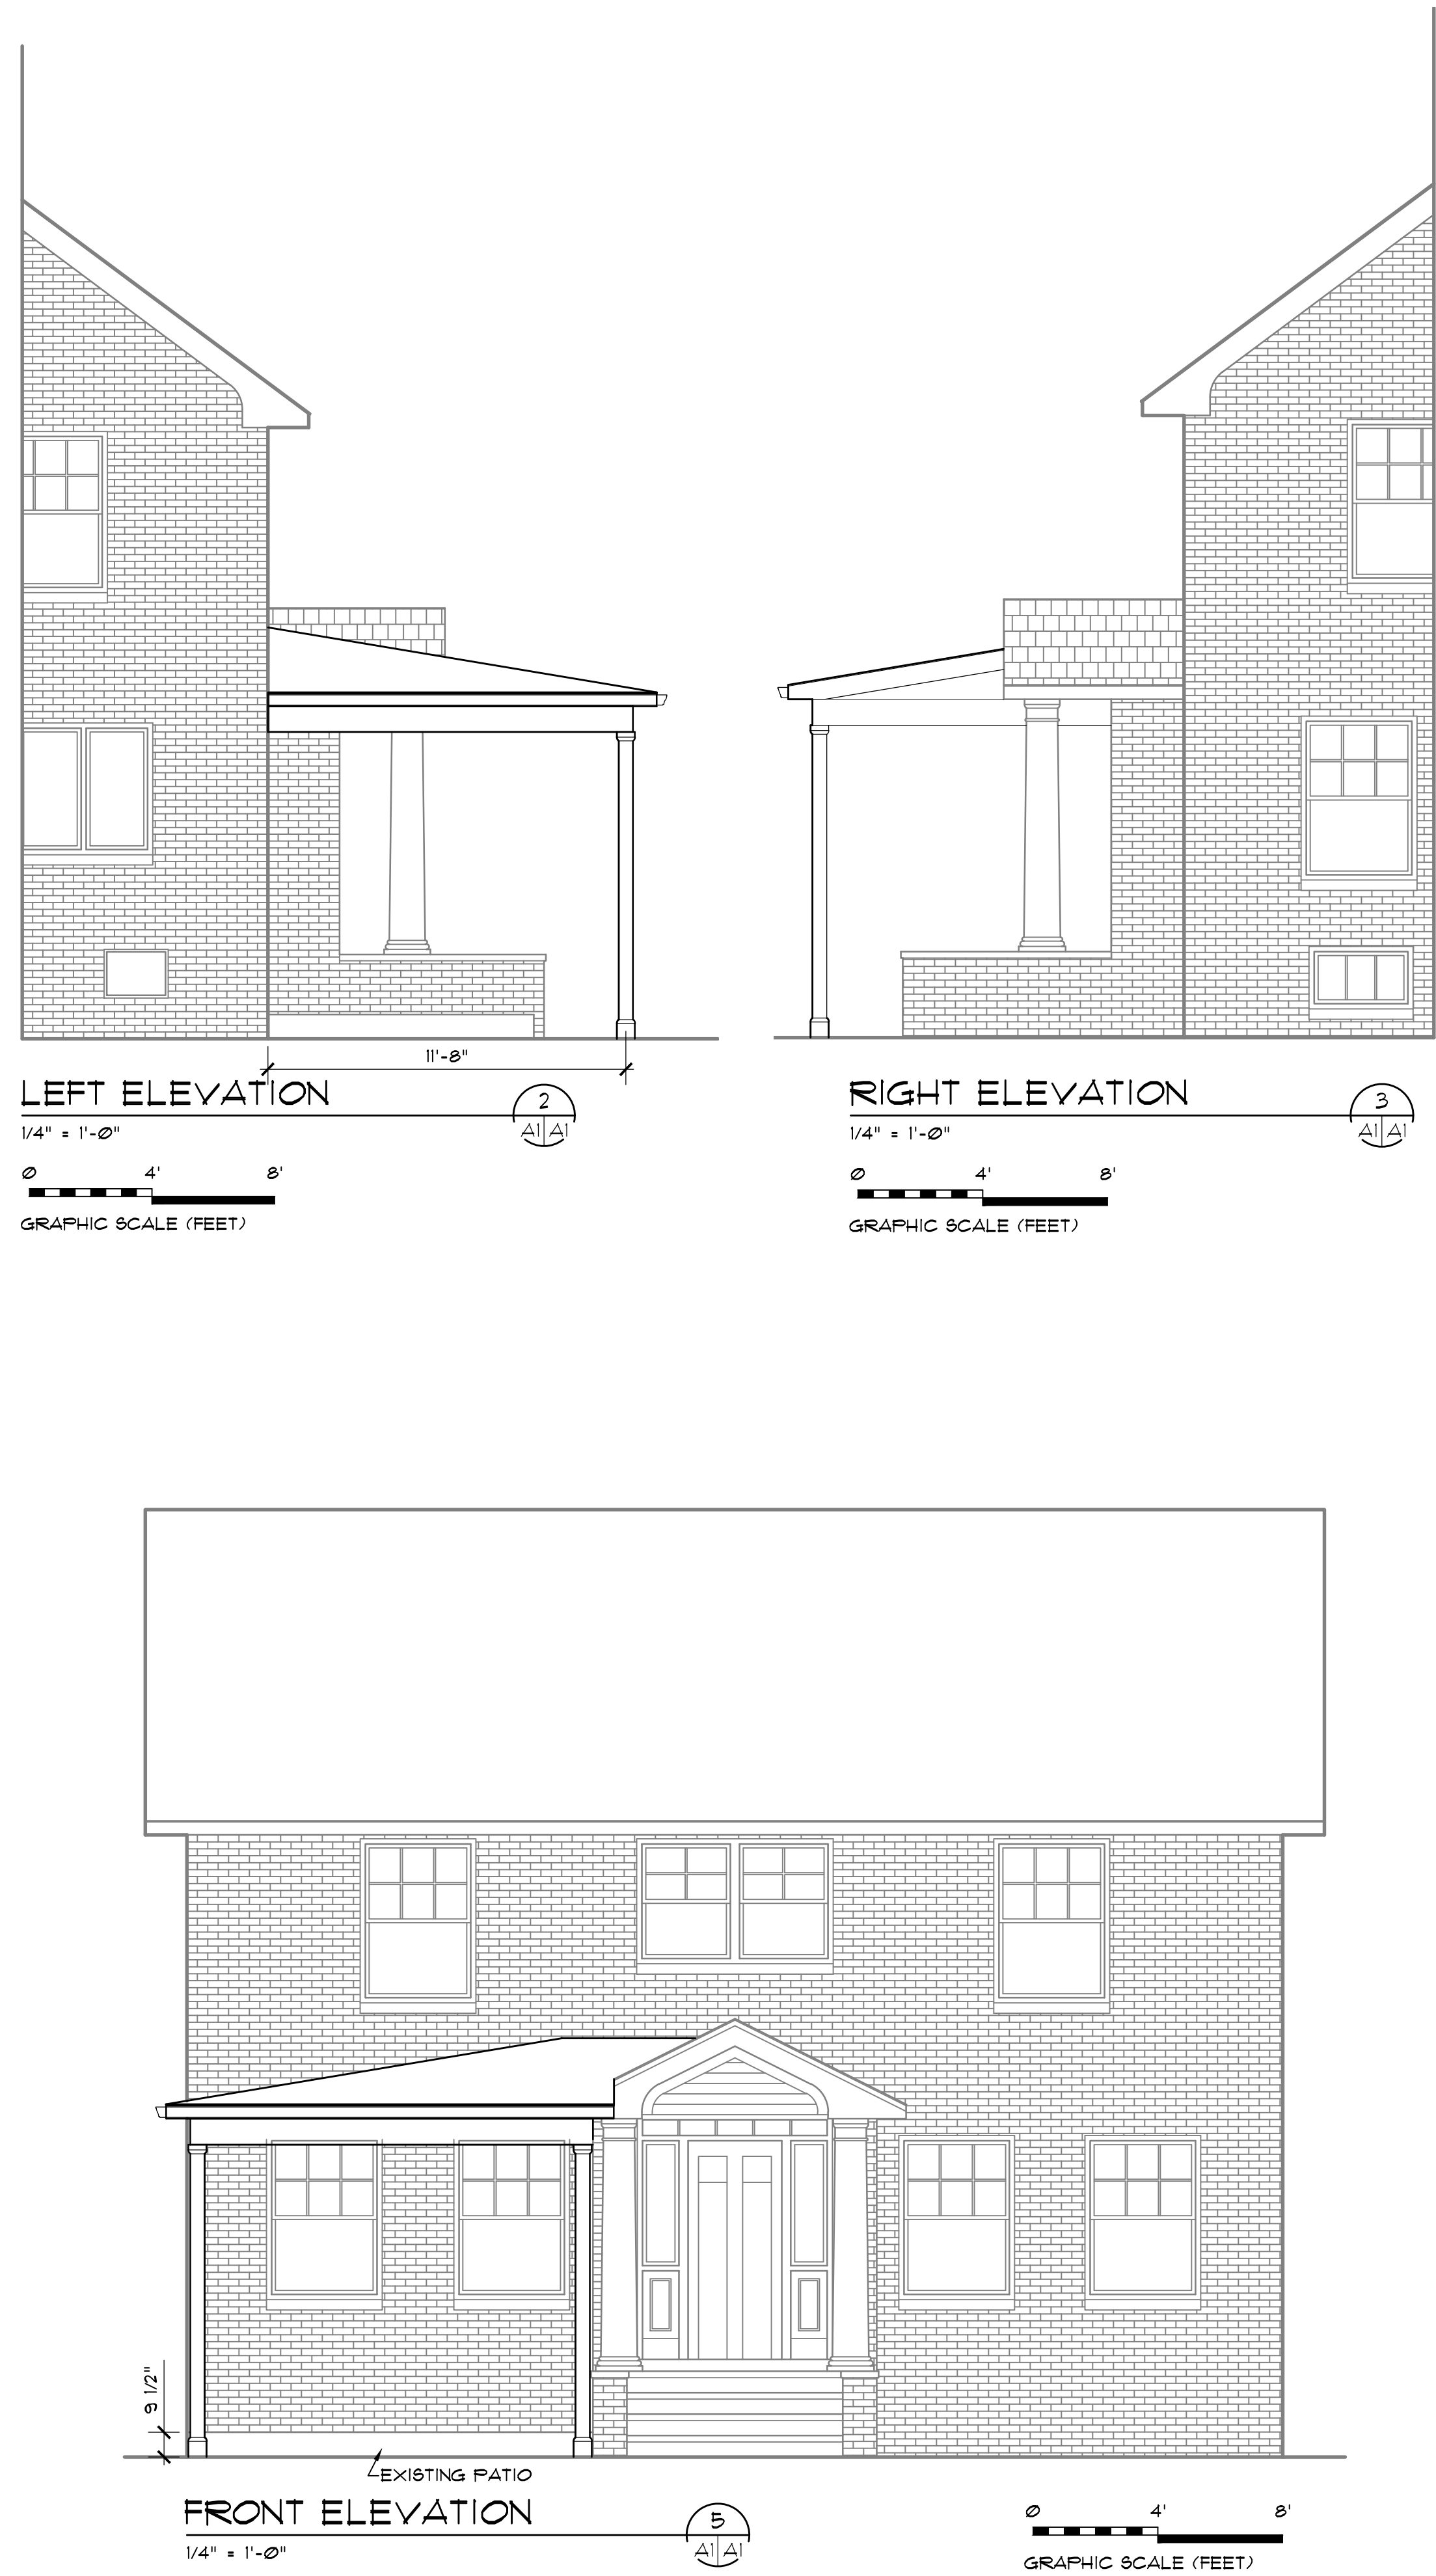 11'-8"
LEFT ELEVATION
2
A1 A1
1/4" = 1'-0"
0 4' 8'
GRAPHIC SCALE (FEET)
RIGHT ELEVATION
3
A1 A1
1/4" = 1'-0"
0 4' 8'
GRAPHIC SCALE (FEET)
9 1/2"
EXISTING PATIO
FRONT ELEVATION
5
A1 A1
1/4" = 1'-0"
0 4' 8'
GRAPHIC SCALE (FEET)